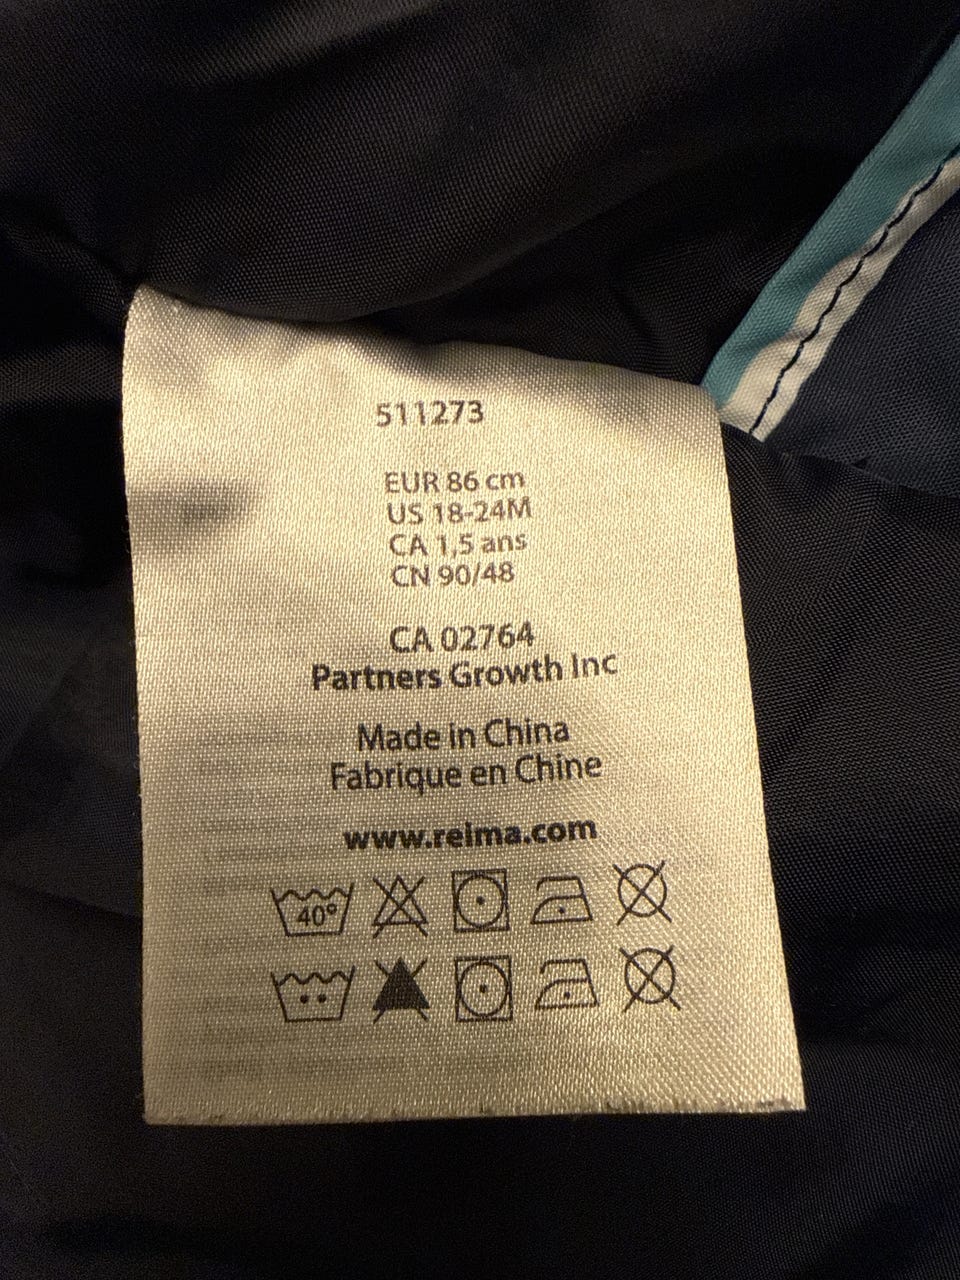 511273
EUR 86 cm
US 18-24M
CA 1,5 ans
CN 90/48
CA 02764
Partners Growth Inc
Made in China
Fabrique en Chine
www.reima.com
40°